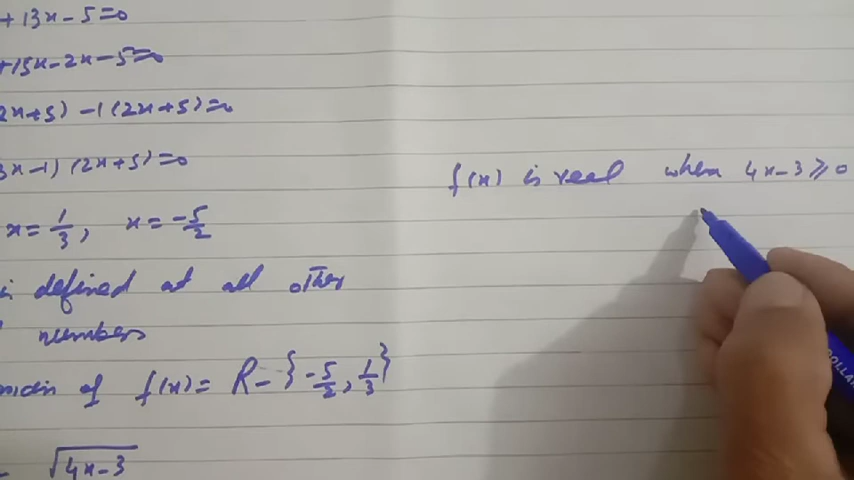 + 13x - 5 = 0
+ 15x - 2x - 5 = 0
2x + 5) - 1 (2x + 5) = 0
3x - 1) (2x + 5) = 0
x = 1/3, x = -5/2
is defined at all other
numbers
main of f(x) = R - {-5/2, 1/3}
√(4x - 3)
f(x) is real when 4x - 3 ≥ 0
DOLLAR